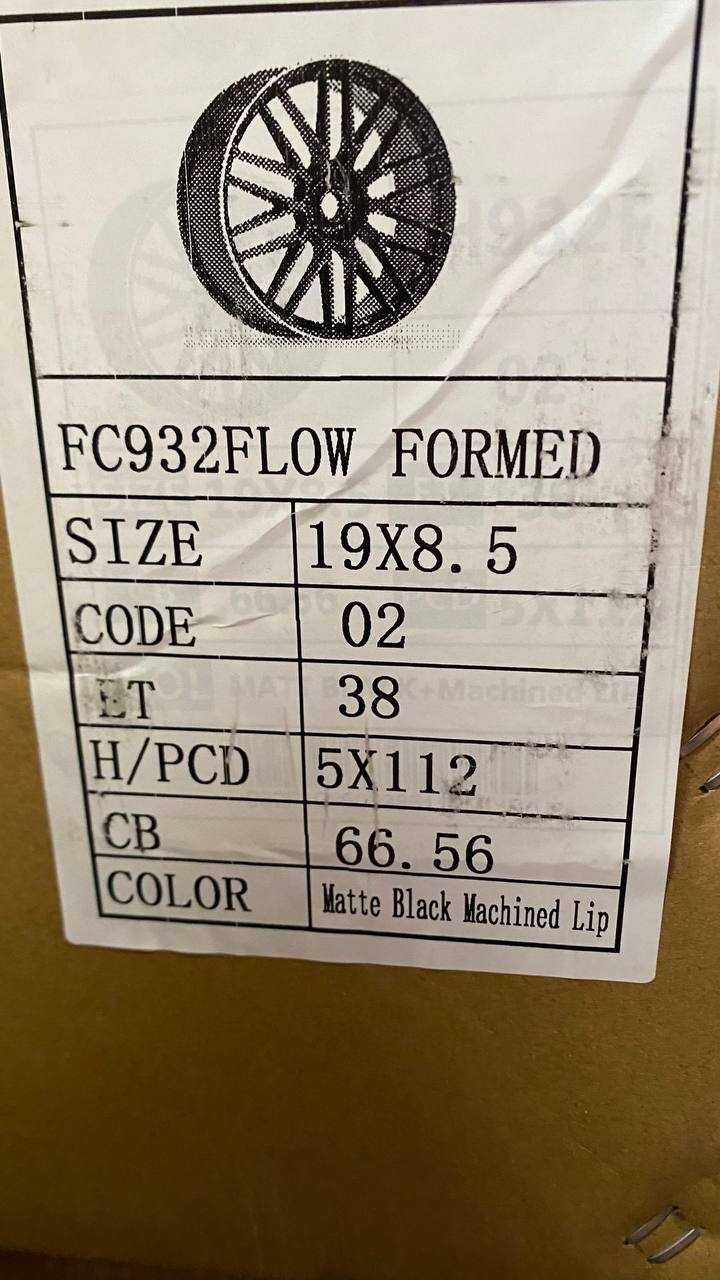 FC932FLOW FORMED
SIZE 19X8.5
CODE 02
ET 38
H/PCD 5X112
CB 66.56
COLOR Matte Black Machined Lip